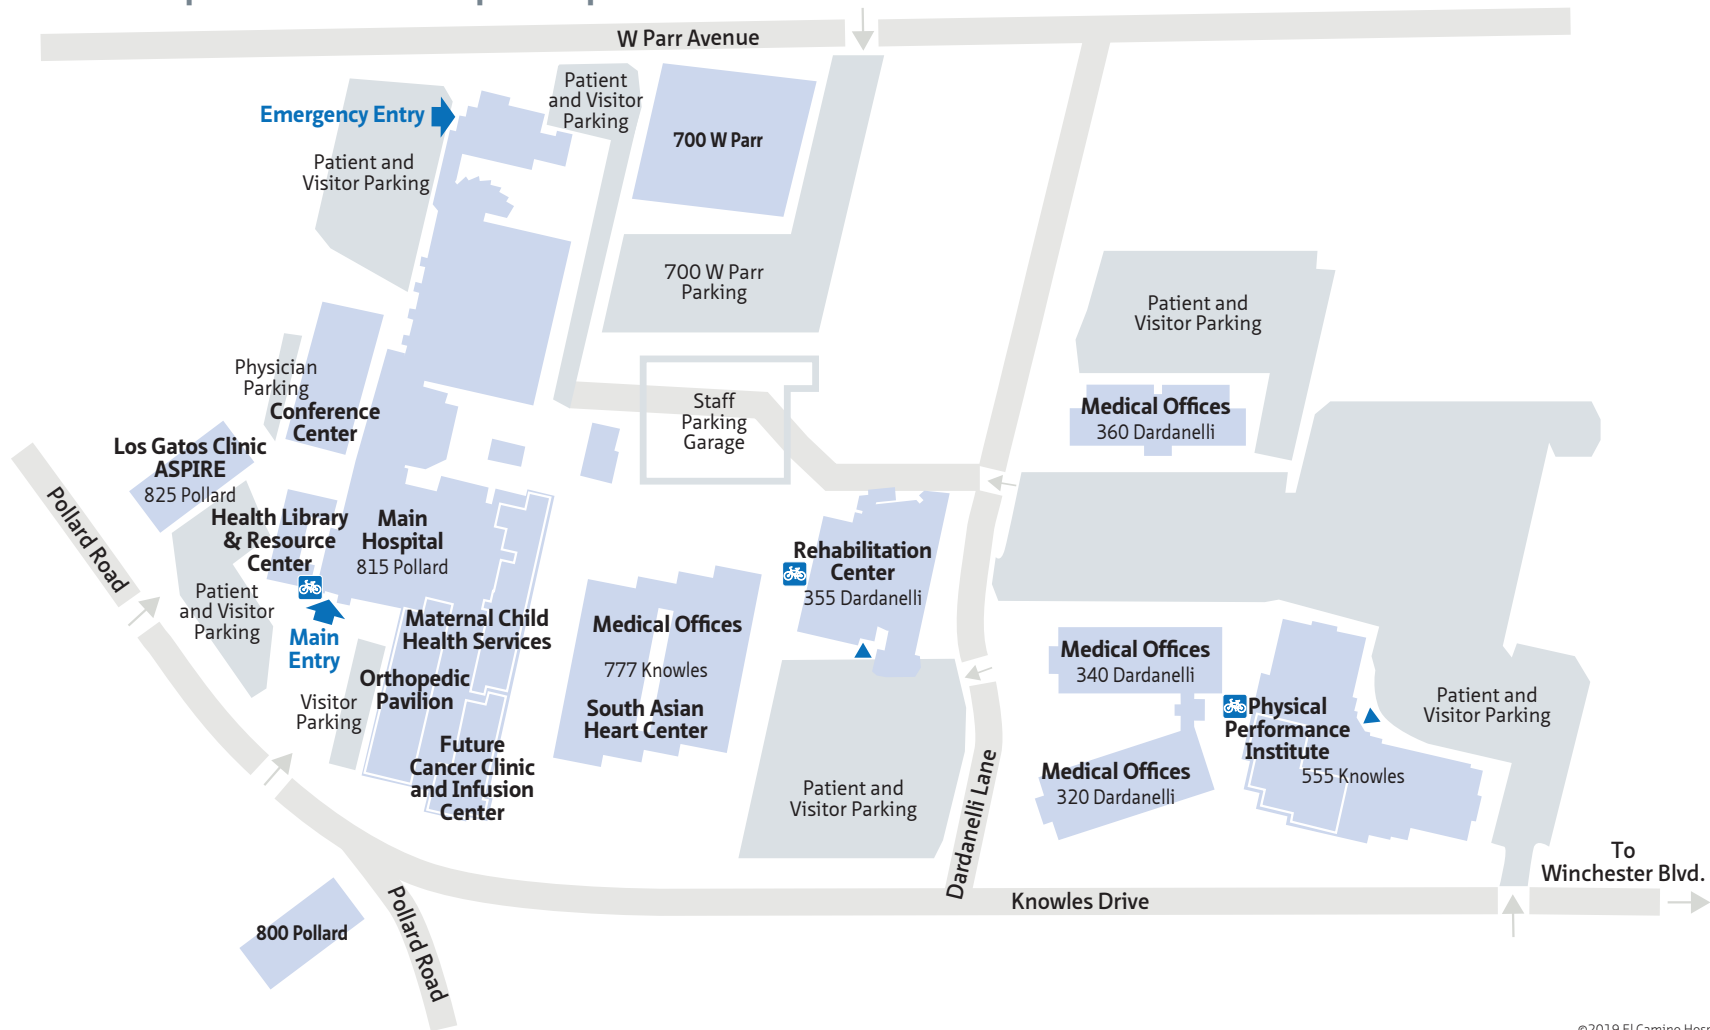 W Parr Avenue
Emergency Entry
Patient and
Visitor Parking
Patient
and Visitor
Parking
700 W Parr
700 W Parr
Parking
Patient and
Visitor Parking
Physician
Parking
Conference
Center
Staff
Parking
Garage
Medical Offices
360 Dardanelli
Los Gatos Clinic
ASPIRE
825 Pollard
Pollard Road
Health Library
& Resource
Center
Main
Hospital
815 Pollard
Rehabilitation
Center
355 Dardanelli
Patient
and Visitor
Parking
Main
Entry
Maternal Child
Health Services
Medical Offices
777 Knowles
South Asian
Heart Center
Orthopedic
Pavilion
Visitor
Parking
Future
Cancer Clinic
and Infusion
Center
Patient and
Visitor Parking
Dardanelli Lane
Medical Offices
340 Dardanelli
Medical Offices
320 Dardanelli
Physical
Performance
Institute
555 Knowles
Patient and
Visitor Parking
To
Winchester Blvd.
Knowles Drive
800 Pollard
Pollard Road
©2019 El Camino Hosp